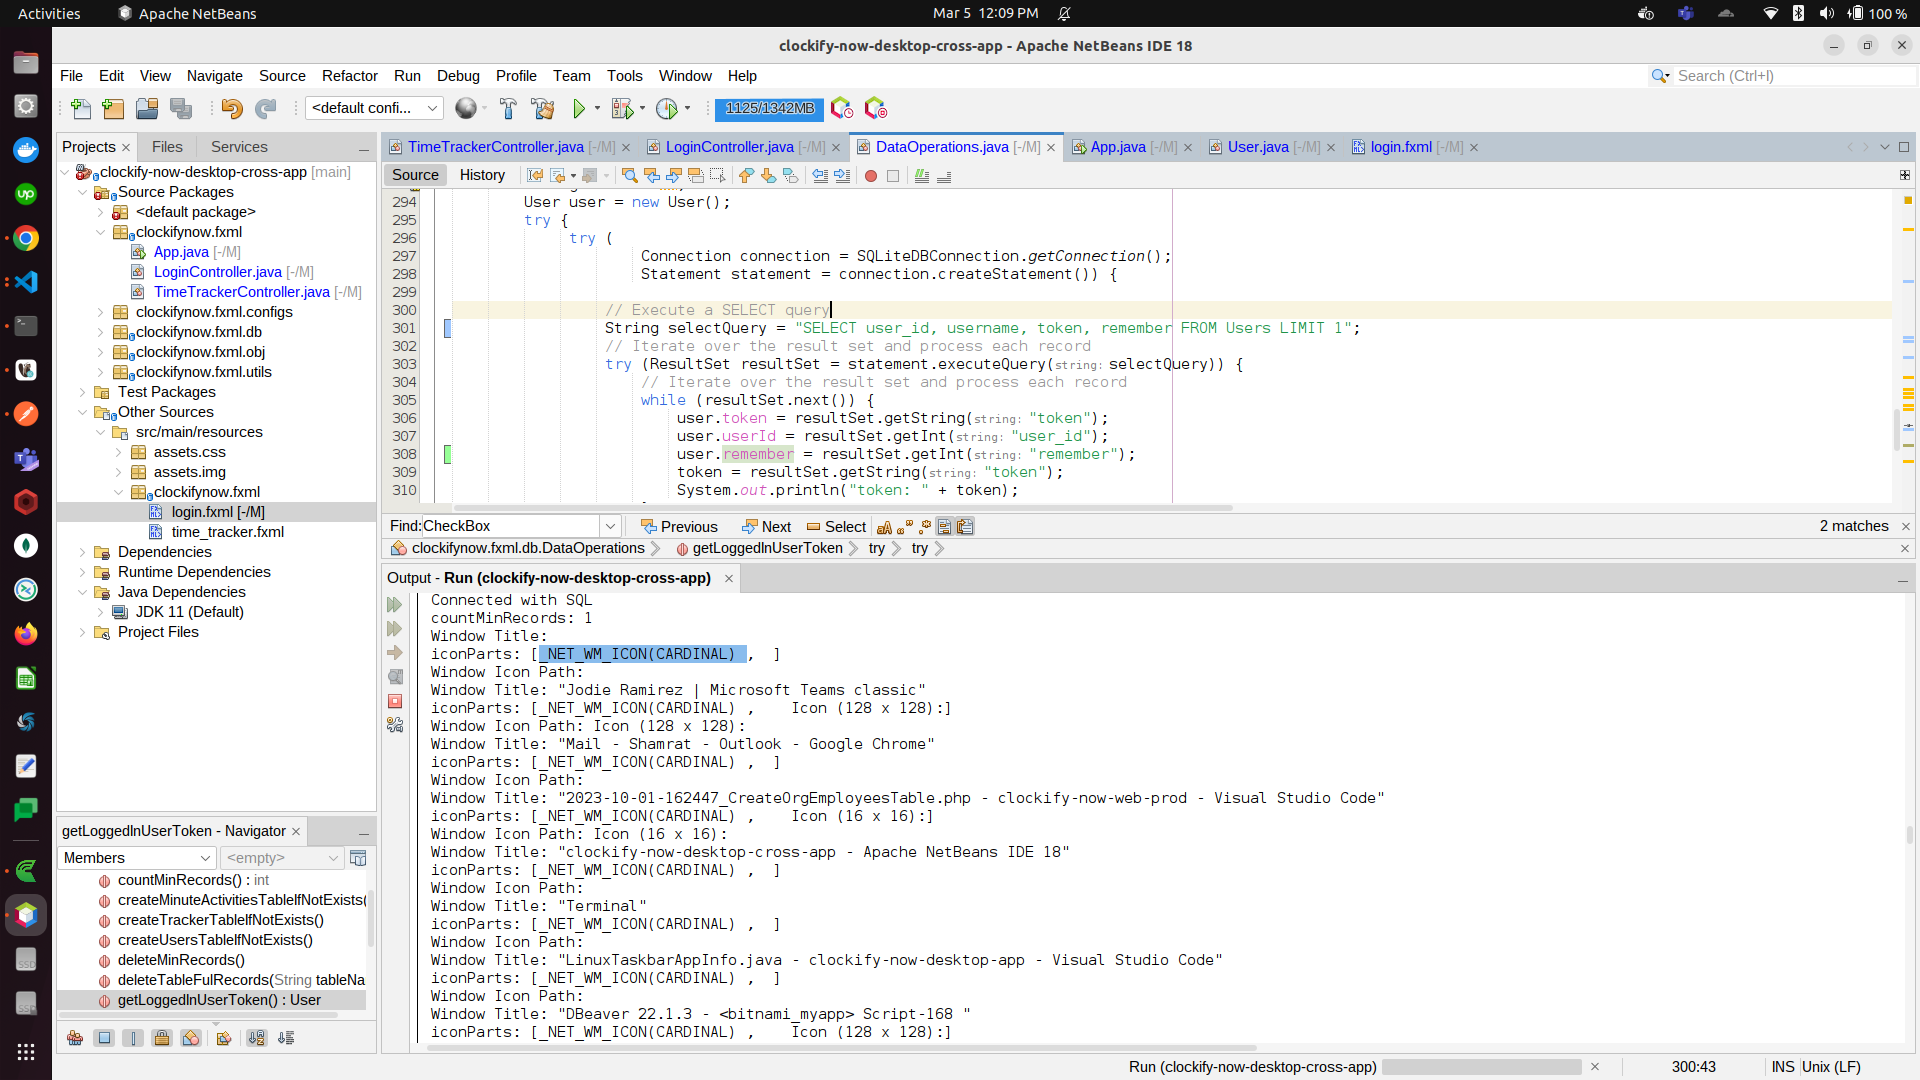 Activities
Apache NetBeans
Mar 5 12:09 PM
100 %
clockify-now-desktop-cross-app - Apache NetBeans IDE 18
File Edit View Navigate Source Refactor Run Debug Profile Team Tools Window Help
Search (Ctrl+I)
<default confi...
1125/1342MB
Projects
Files
Services
clockify-now-desktop-cross-app [main]
Source Packages
<default package>
clockifynow.fxml
App.java [-/M]
LoginController.java [-/M]
TimeTrackerController.java [-/M]
clockifynow.fxml.configs
clockifynow.fxml.db
clockifynow.fxml.obj
clockifynow.fxml.utils
Test Packages
Other Sources
src/main/resources
assets.css
assets.img
clockifynow.fxml
login.fxml [-/M]
time_tracker.fxml
Dependencies
Runtime Dependencies
Java Dependencies
JDK 11 (Default)
Project Files
getLoggedInUserToken - Navigator
Members
<empty>
countMinRecords() : int
createMinuteActivitiesTableIfNotExists(
createTrackerTableIfNotExists()
createUsersTableIfNotExists()
deleteMinRecords()
deleteTableFulRecords(String tableNa
getLoggedInUserToken() : User
TimeTrackerController.java [-/M]
LoginController.java [-/M]
DataOperations.java [-/M]
App.java [-/M]
User.java [-/M]
login.fxml [-/M]
Source
History
294 User user = new User();
295 try {
296 try (
297 Connection connection = SQLiteDBConnection.getConnection();
298 Statement statement = connection.createStatement()) {
299
300 // Execute a SELECT query
301 String selectQuery = "SELECT user_id, username, token, remember FROM Users LIMIT 1";
302 // Iterate over the result set and process each record
303 try (ResultSet resultSet = statement.executeQuery(string: selectQuery)) {
304 // Iterate over the result set and process each record
305 while (resultSet.next()) {
306 user.token = resultSet.getString(string: "token");
307 user.userId = resultSet.getInt(string: "user_id");
308 user.remember = resultSet.getInt(string: "remember");
309 token = resultSet.getString(string: "token");
310 System.out.println("token: " + token);
Find: CheckBox
Previous
Next
Select
2 matches
clockifynow.fxml.db.DataOperations
getLoggedInUserToken
try
try
Output - Run (clockify-now-desktop-cross-app)
Connected with SQL
countMinRecords: 1
Window Title:
iconParts: [_NET_WM_ICON(CARDINAL) ,  ]
Window Icon Path:
Window Title: "Jodie Ramirez | Microsoft Teams classic"
iconParts: [_NET_WM_ICON(CARDINAL) ,    Icon (128 x 128):]
Window Icon Path: Icon (128 x 128):
Window Title: "Mail - Shamrat - Outlook - Google Chrome"
iconParts: [_NET_WM_ICON(CARDINAL) ,  ]
Window Icon Path:
Window Title: "2023-10-01-162447_CreateOrgEmployeesTable.php - clockify-now-web-prod - Visual Studio Code"
iconParts: [_NET_WM_ICON(CARDINAL) ,    Icon (16 x 16):]
Window Icon Path: Icon (16 x 16):
Window Title: "clockify-now-desktop-cross-app - Apache NetBeans IDE 18"
iconParts: [_NET_WM_ICON(CARDINAL) ,  ]
Window Icon Path:
Window Title: "Terminal"
iconParts: [_NET_WM_ICON(CARDINAL) ,  ]
Window Icon Path:
Window Title: "LinuxTaskbarAppInfo.java - clockify-now-desktop-app - Visual Studio Code"
iconParts: [_NET_WM_ICON(CARDINAL) ,  ]
Window Icon Path:
Window Title: "DBeaver 22.1.3 - <bitnami_myapp> Script-168 "
iconParts: [_NET_WM_ICON(CARDINAL) ,    Icon (128 x 128):]
Run (clockify-now-desktop-cross-app)
300:43
INS
Unix (LF)